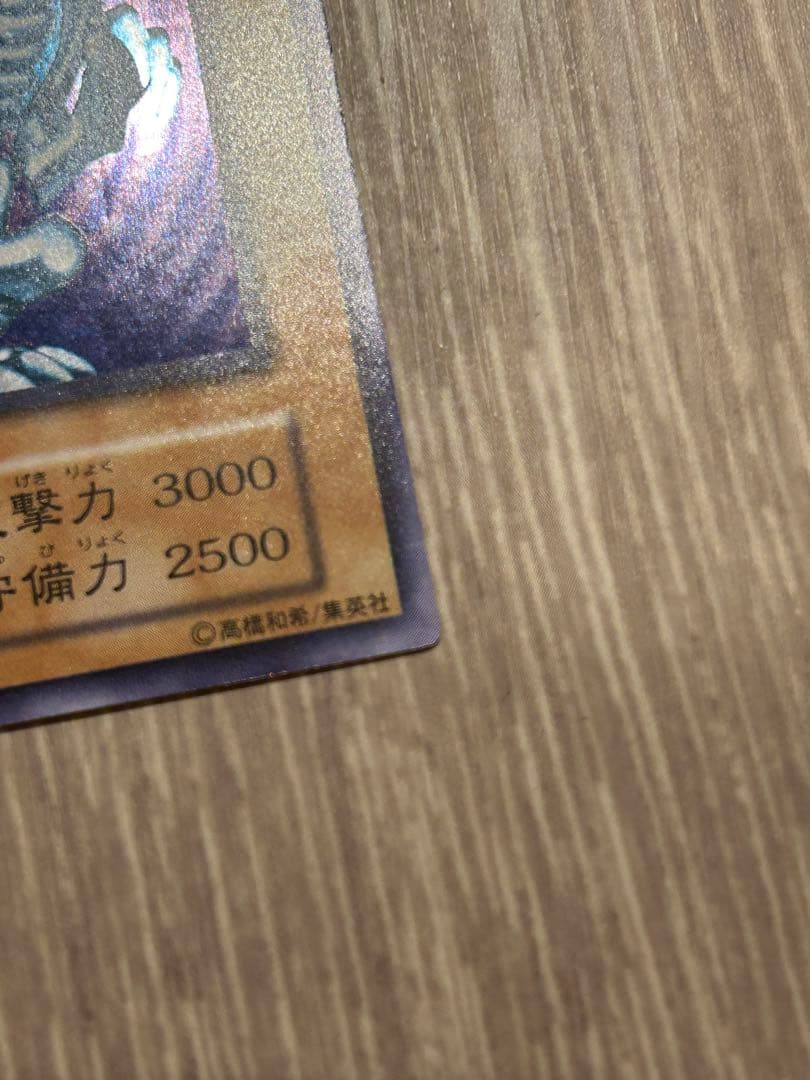 げき りょく
撃力 3000
び りょく
備力 2500
©高橋和希/集英社